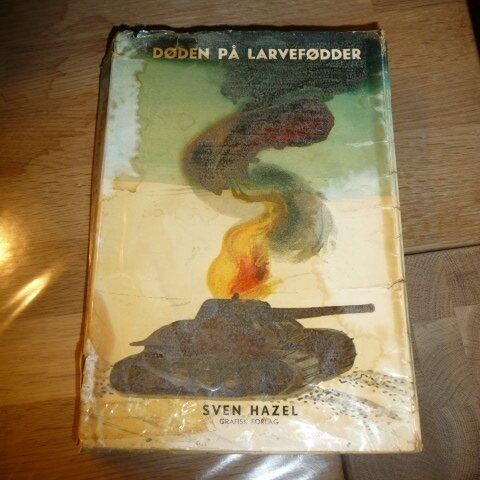 DØDEN PÅ LARVEFØDDER
SVEN HAZEL
GRAFISK FORLAG